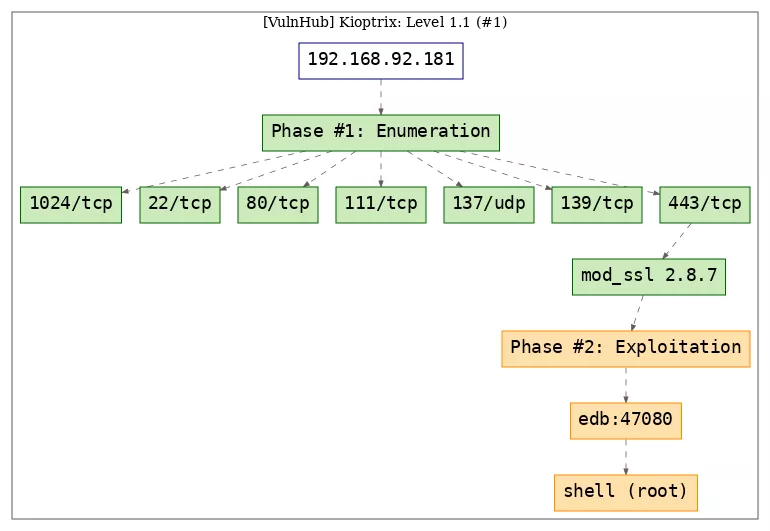 [VulnHub] Kioptrix: Level 1.1 (#1)
192.168.92.181
Phase #1: Enumeration
1024/tcp
22/tcp
80/tcp
111/tcp
137/udp
139/tcp
443/tcp
mod_ssl 2.8.7
Phase #2: Exploitation
edb:47080
shell (root)